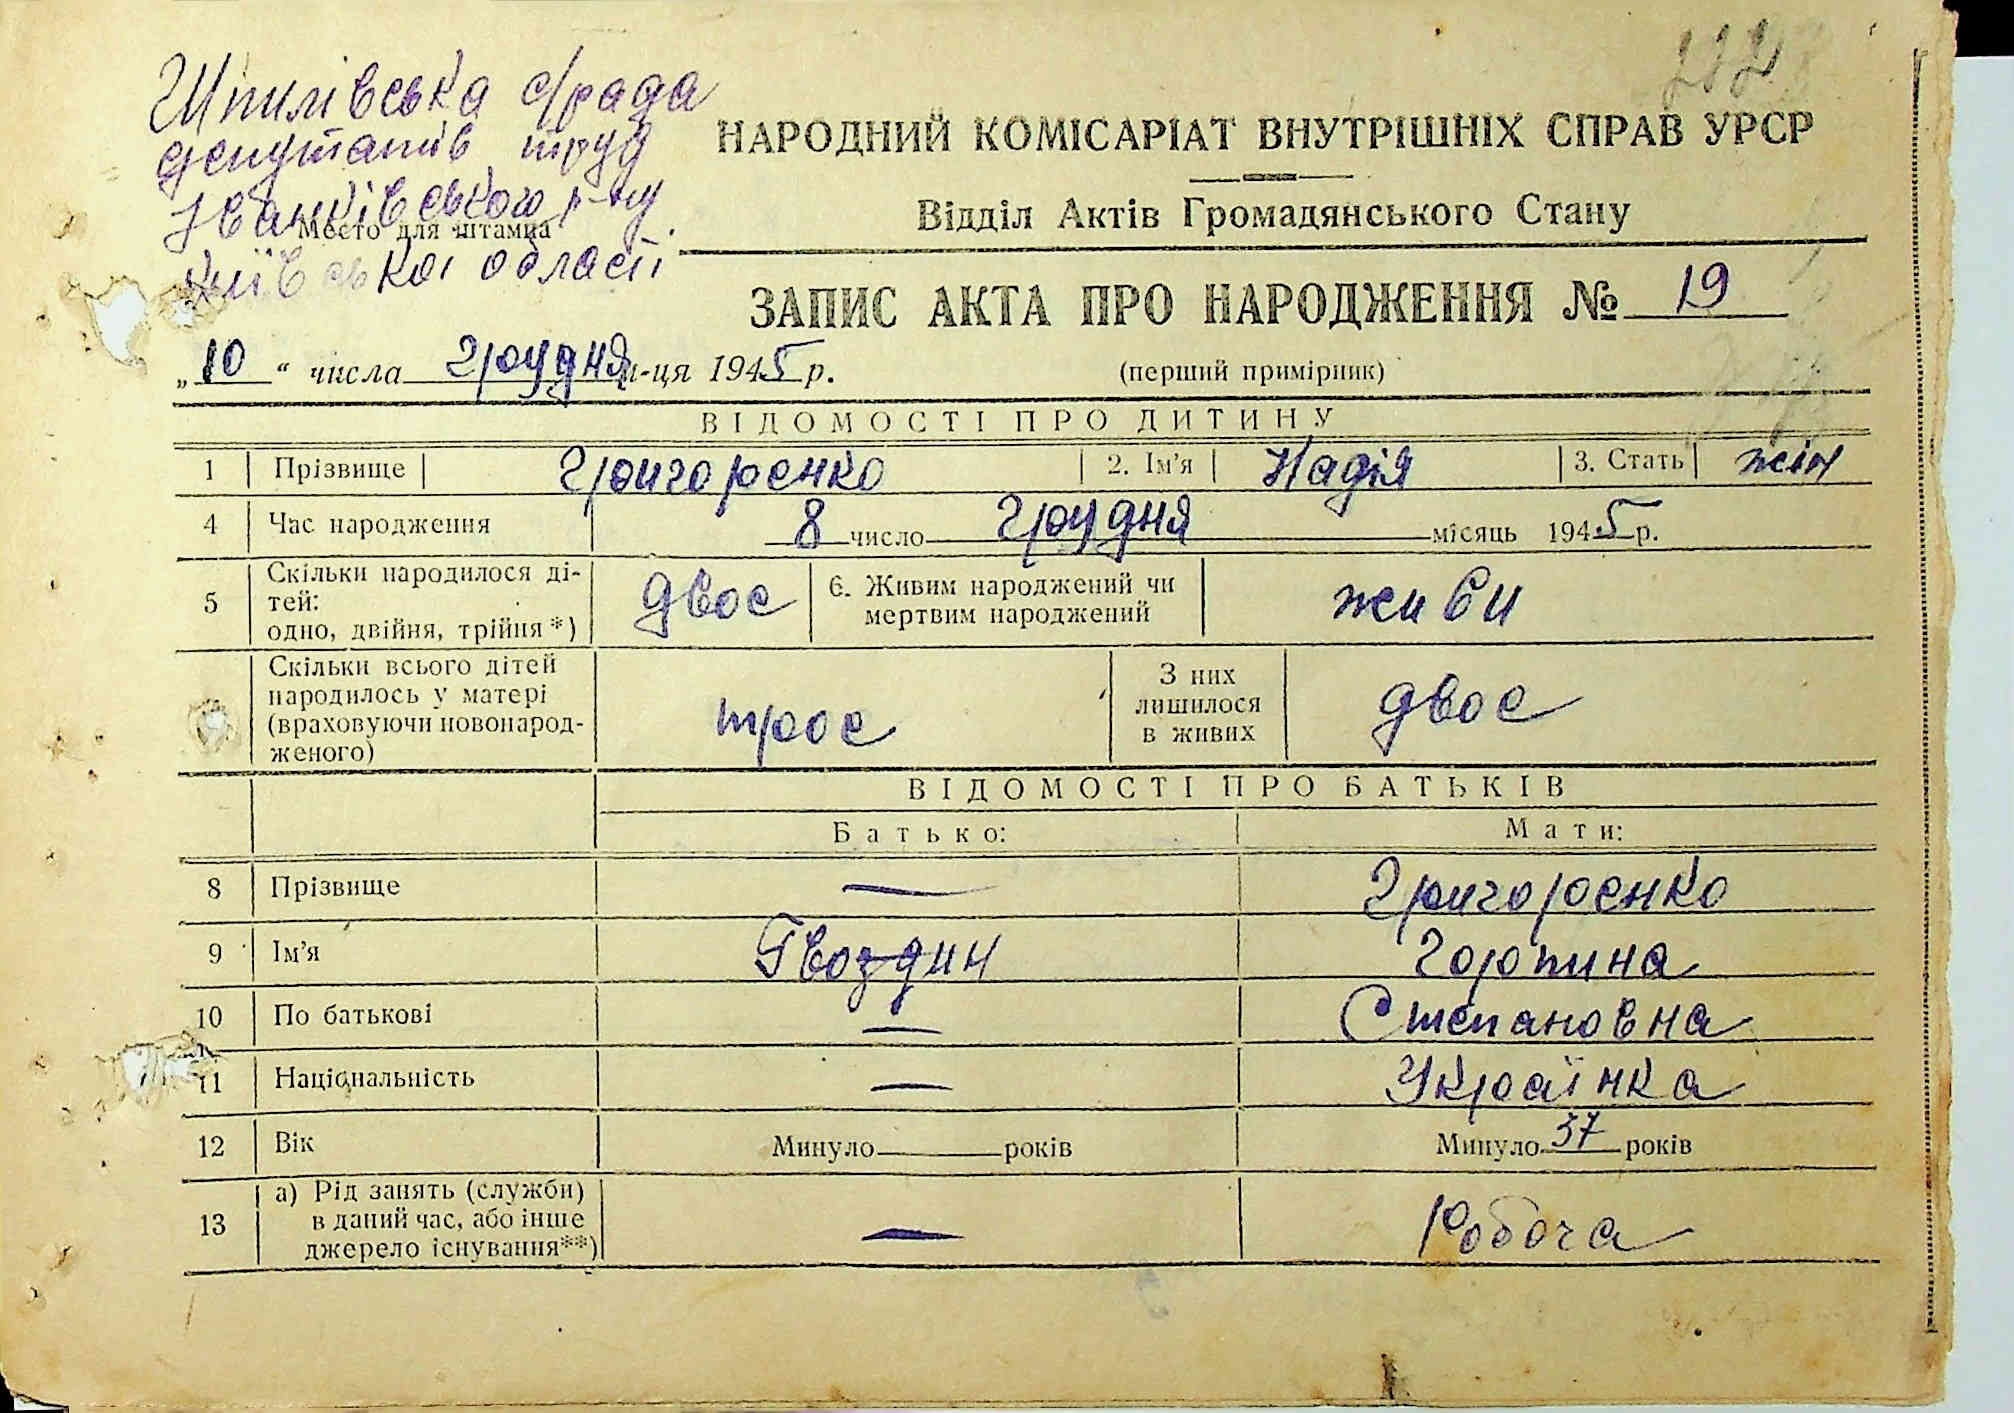 232
Шпилівська с/рада
депутатів труд
Іванківського р-ну
Место для штампа
Київської області
НАРОДНИЙ КОМІСАРІАТ ВНУТРІШНІХ СПРАВ УРСР
Відділ Актів Громадянського Стану
ЗАПИС АКТА ПРО НАРОДЖЕННЯ № 19
„10“ числа грудня м-ця 1945 р.
(перший примірник)
ВІДОМОСТІ ПРО ДИТИНУ
1 Прізвище Григоренко 2. Ім'я Надія 3. Стать жін
4 Час народження 8 число грудня місяць 1945 р.
5 Скільки народилося ді-
тей:
одно, двійня, трійня*) двоє 6. Живим народжений чи
мертвим народжений живи
Скільки всього дітей
народилось у матері
(враховуючи новонарод-
женого) троє З них
лишилося
в живих двоє
ВІДОМОСТІ ПРО БАТЬКІВ
Батько: Мати:
8 Прізвище — Григоренко
9 Ім'я Гвоздин Горпина
10 По батькові — Степановна
11 Національність — Українка
12 Вік Минуло років Минуло 37 років
13 а) Рід занять (служби)
в даний час, або інше
джерело існування**) — Робоча